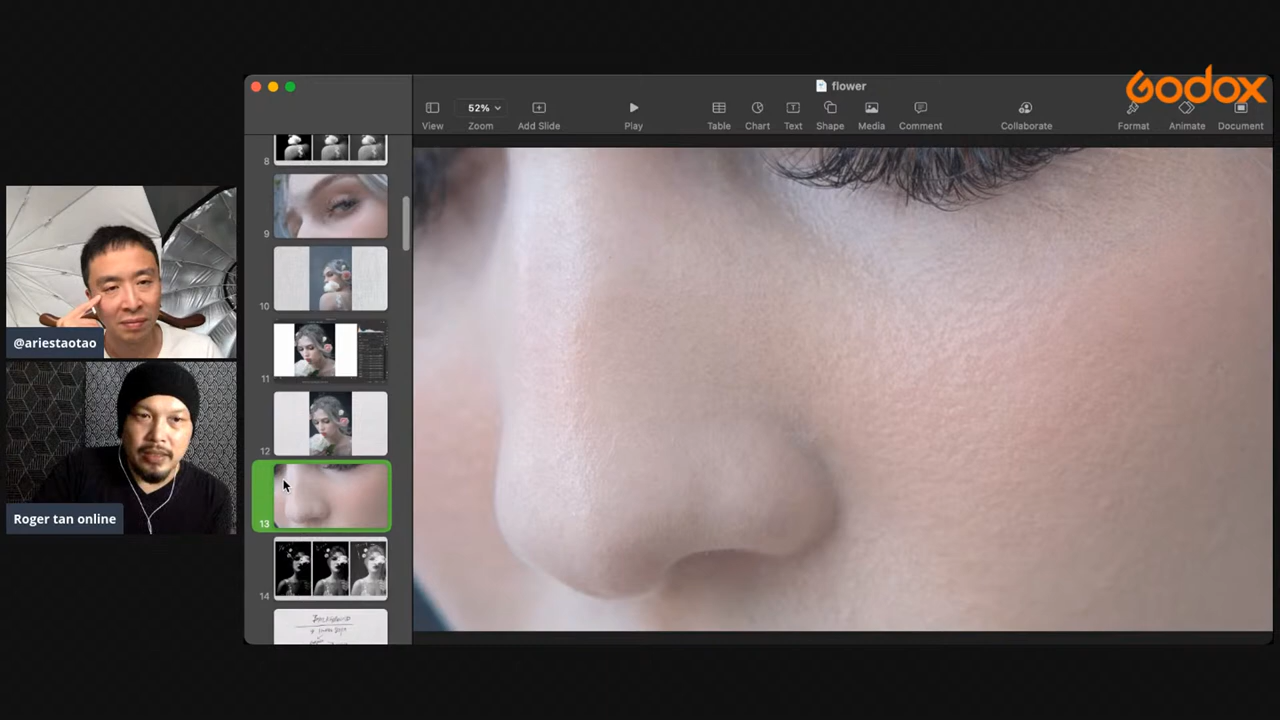 GODOX
flower
52%
View
Zoom
Add Slide
Play
Table
Chart
Text
Shape
Media
Comment
Collaborate
Format
Animate
Document
8
9
10
11
12
13
14
@ariestaotao
Roger tan online